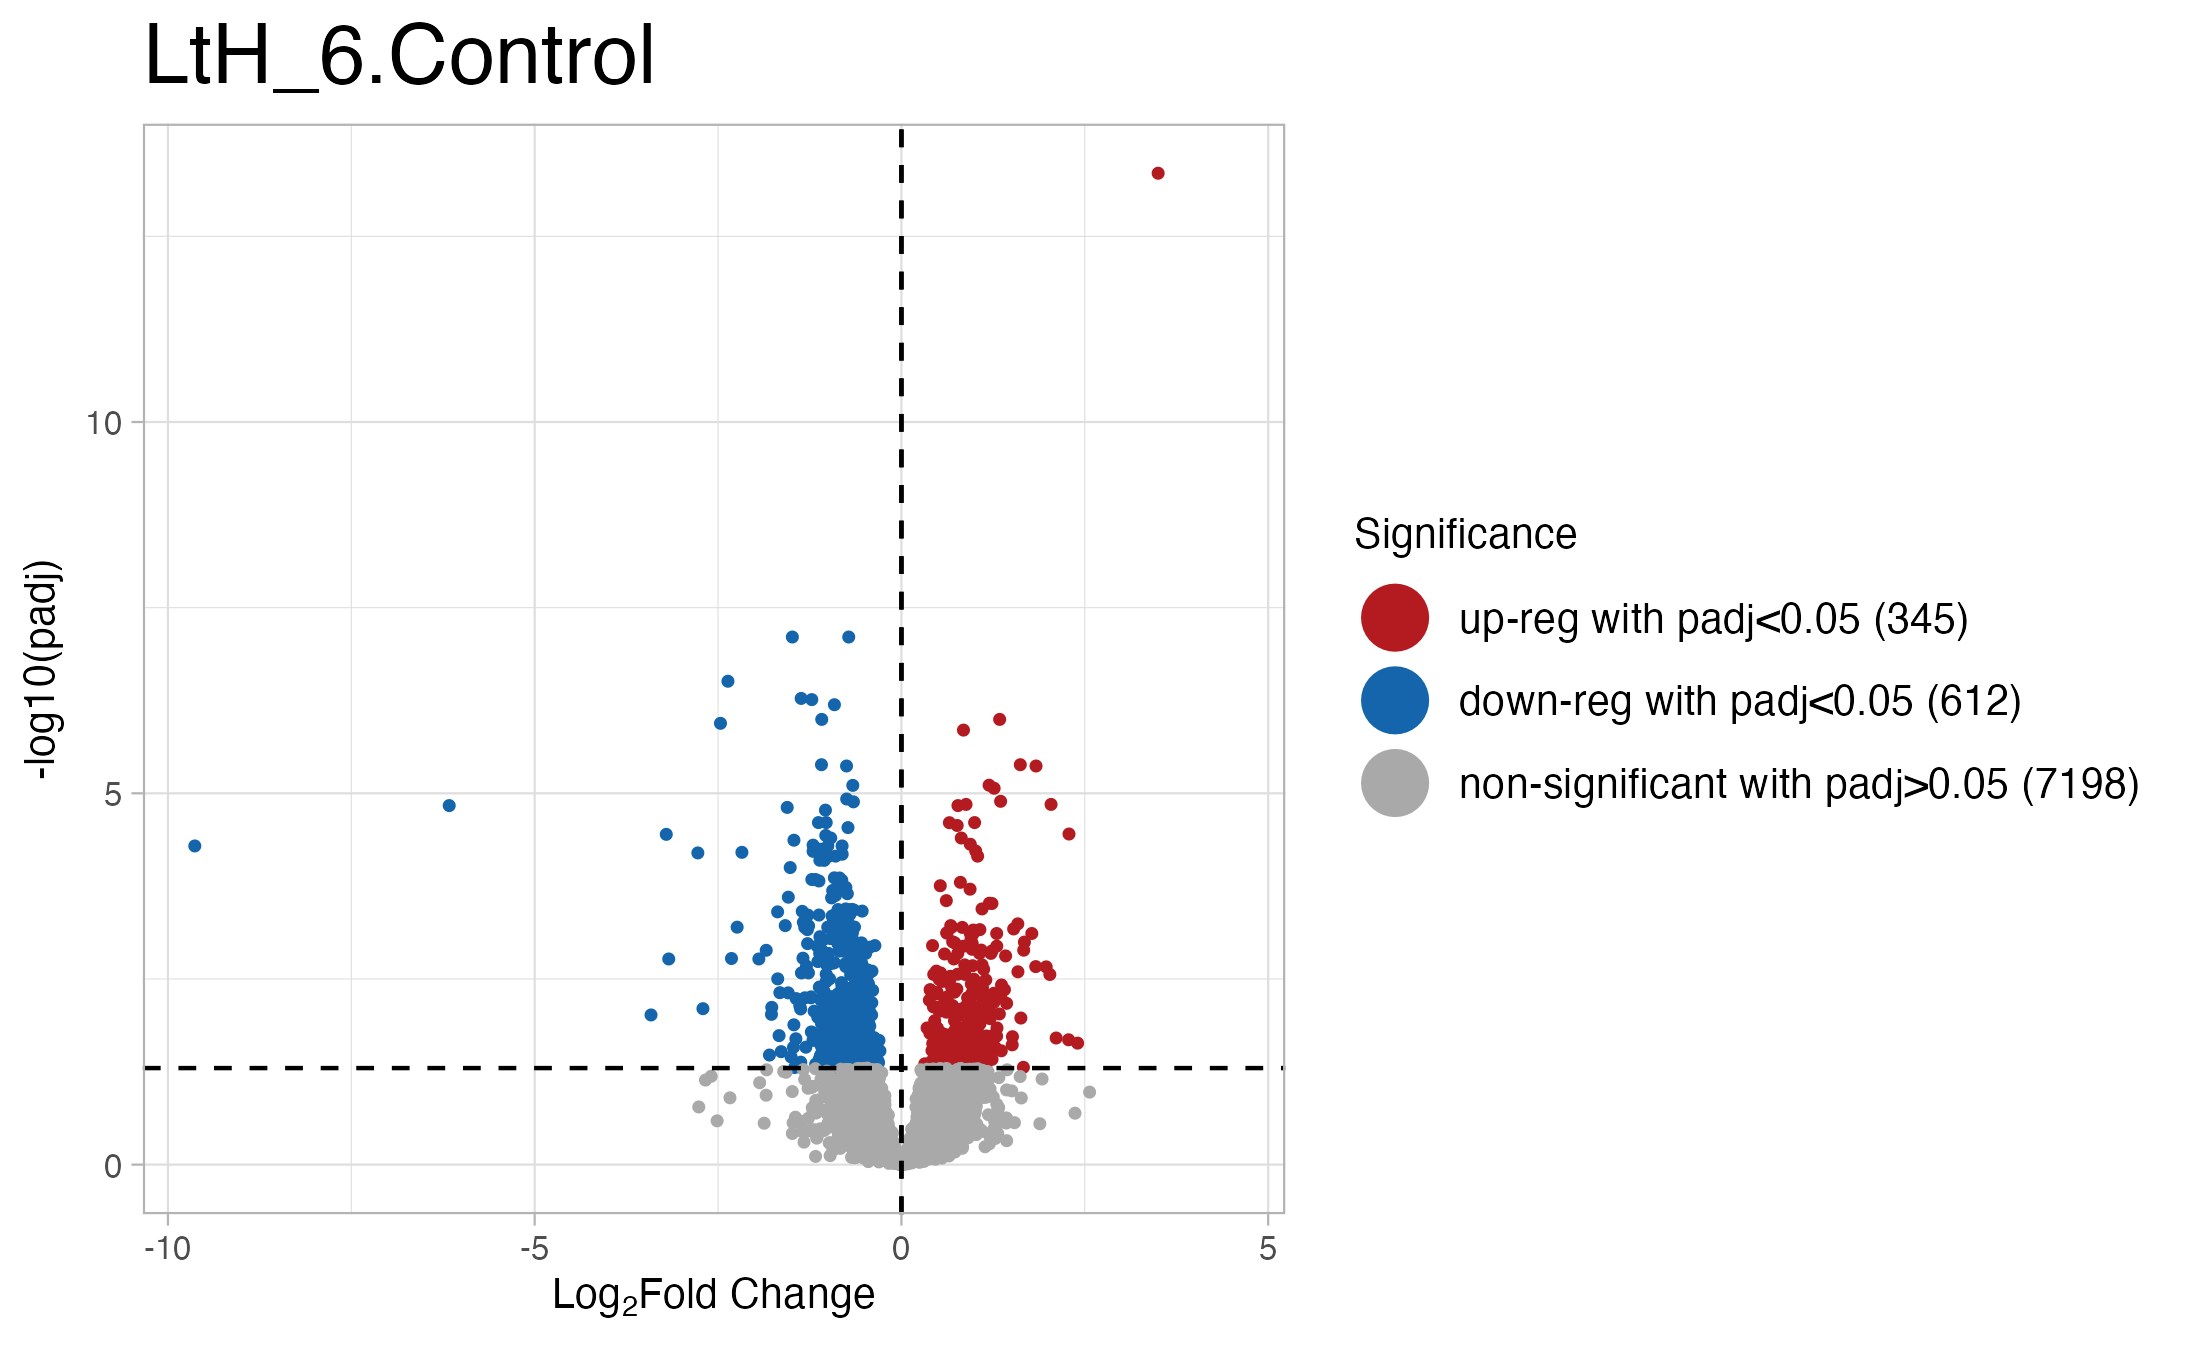 LtH_6.Control
-log10(padj)
10
5
0
-10 -5 0 5
Log₂Fold Change
Significance
up-reg with padj<0.05 (345)
down-reg with padj<0.05 (612)
non-significant with padj>0.05 (7198)